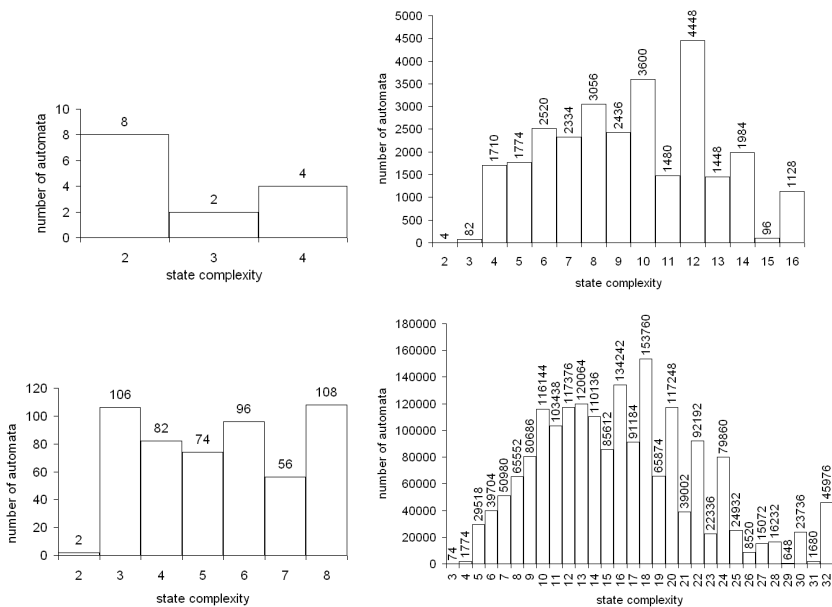 number of automata
10
8
6
4
2
0
8
2
4
2 3 4
state complexity
number of automata
5000
4500
4000
3500
3000
2500
2000
1500
1000
500
0
4 82 1710 1774 2520 2334 3056 2436 3600 1480 4448 1448 1984 96 1128
2 3 4 5 6 7 8 9 10 11 12 13 14 15 16
state complexity
number of automata
120
100
80
60
40
20
0
2 106 82 74 96 56 108
2 3 4 5 6 7 8
state complexity
number of automata
180000
160000
140000
120000
100000
80000
60000
40000
20000
0
74 1774 29518 39704 50980 65552 80686 116144 103438 117376 120064 110136 85612 134242 91184 153760 65874 117248 39002 92192 22336 79860 24932 8520 15072 16232 648 23736 1680 45976
3 4 5 6 7 8 9 10 11 12 13 14 15 16 17 18 19 20 21 22 23 24 25 26 27 28 29 30 31 32
state complexity